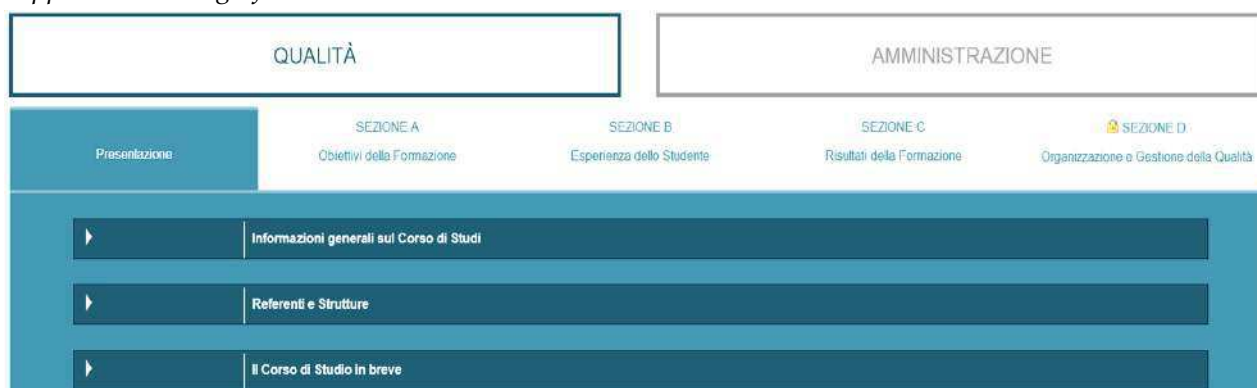 QUALITÀ
AMMINISTRAZIONE
Presentazione
SEZIONE A
Obiettivi della Formazione
SEZIONE B
Esperienza dello Studente
SEZIONE C
Risultati della Formazione
SEZIONE D
Organizzazione e Gestione della Qualità
Informazioni generali sul Corso di Studi
Referenti e Strutture
Il Corso di Studio in breve